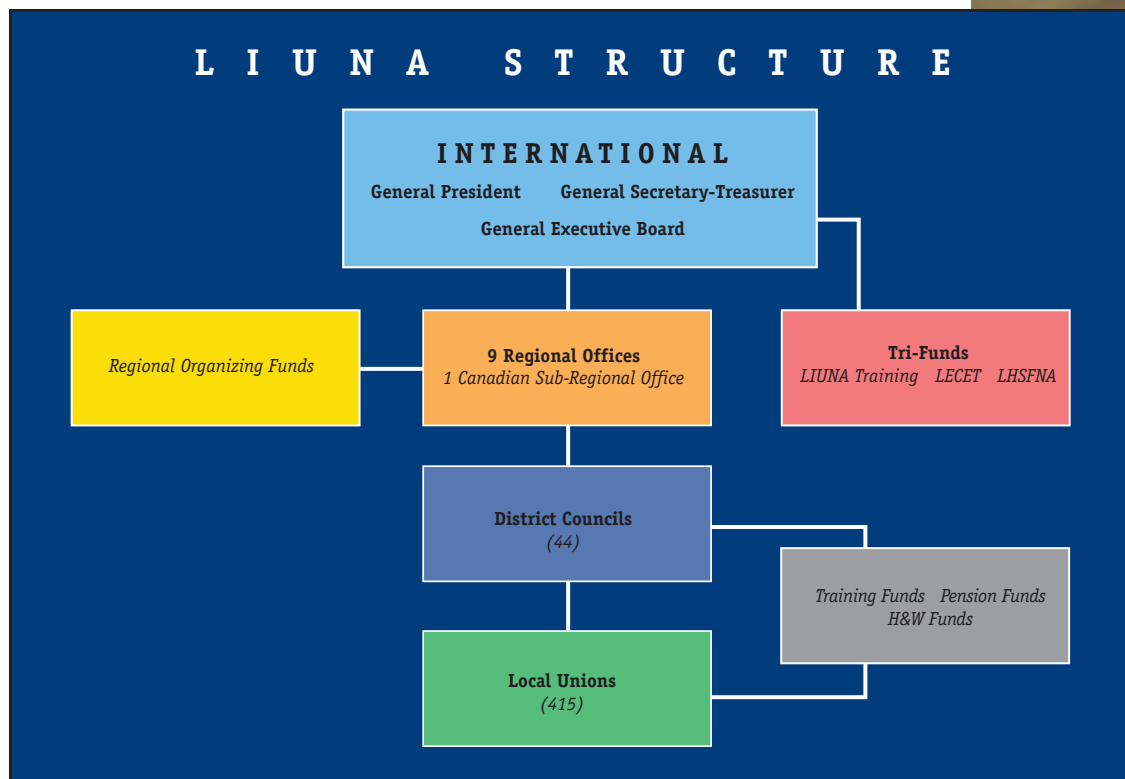 LIUNA STRUCTURE
INTERNATIONAL
General President General Secretary-Treasurer
General Executive Board
Regional Organizing Funds
9 Regional Offices
1 Canadian Sub-Regional Office
Tri-Funds
LIUNA Training LECET LHSFNA
District Councils
(44)
Training Funds Pension Funds
H&W Funds
Local Unions
(415)